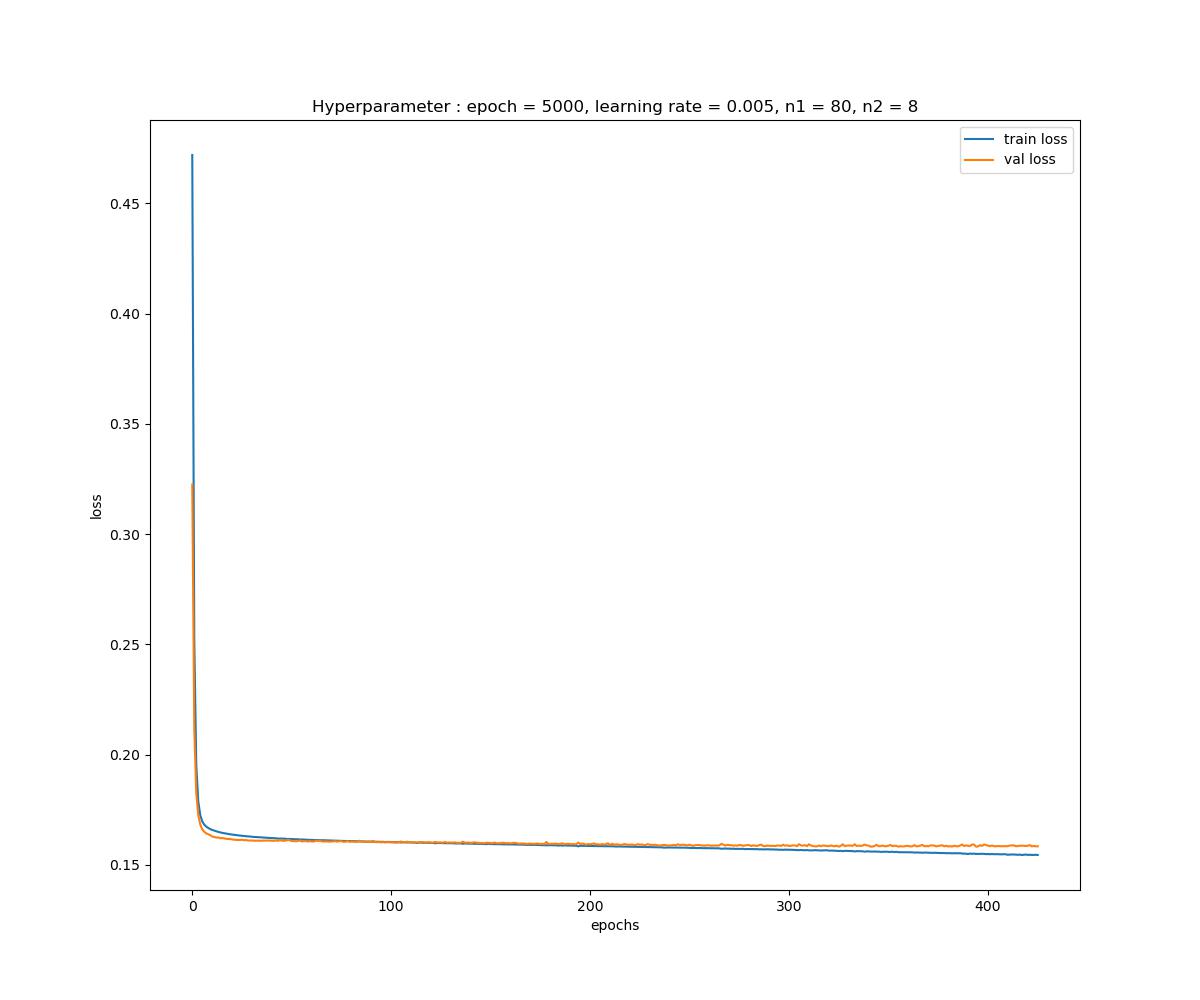 Hyperparameter : epoch = 5000, learning rate = 0.005, n1 = 80, n2 = 8
train loss
val loss
0.45
0.40
0.35
0.30
0.25
0.20
0.15
loss
0 100 200 300 400
epochs